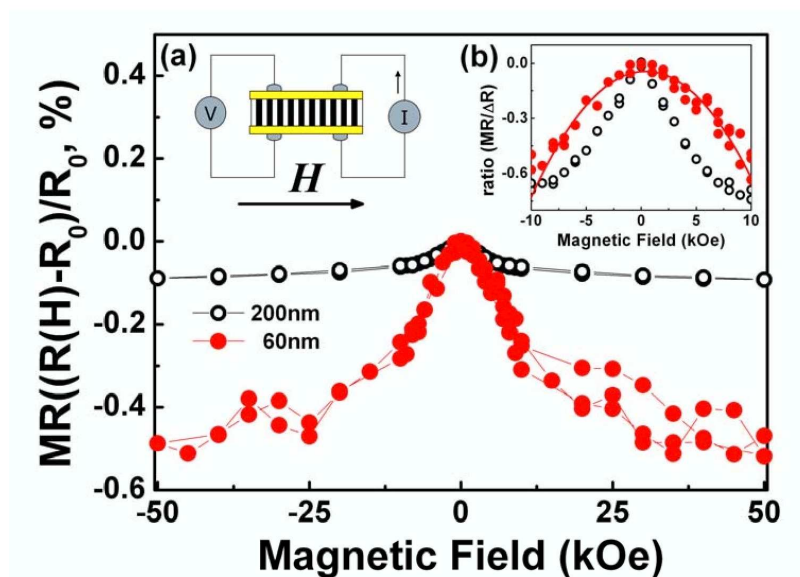 MR((R(H)-R₀)/R₀, %)
0.4
0.2
0.0
-0.2
-0.4
-0.6
-50
-25
0
25
50
Magnetic Field (kOe)
(a)
V
I
H
200nm
60nm
(b)
ratio (MR/ΔR)
0.0
-0.3
-0.6
-10
-5
0
5
10
Magnetic Field (kOe)